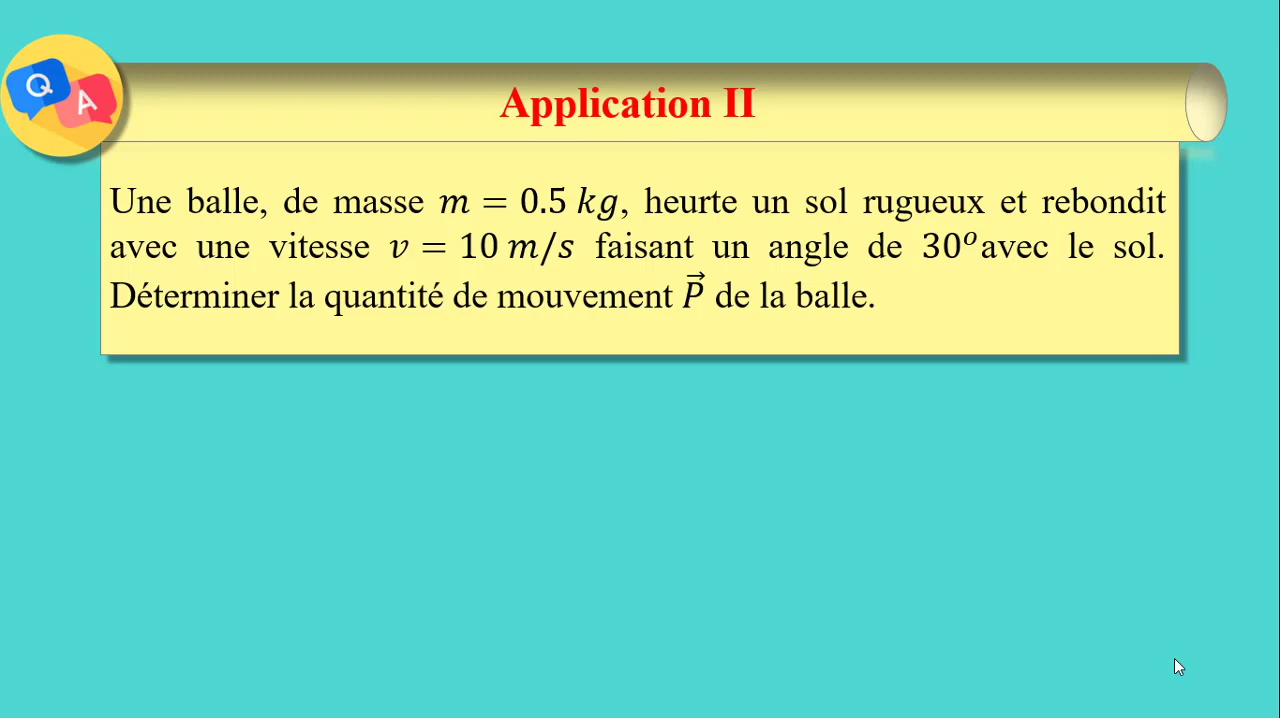 Q
A
Application II
Une balle, de masse m = 0.5 kg, heurte un sol rugueux et rebondit
avec une vitesse v = 10 m/s faisant un angle de 30° avec le sol.
Déterminer la quantité de mouvement P⃗ de la balle.